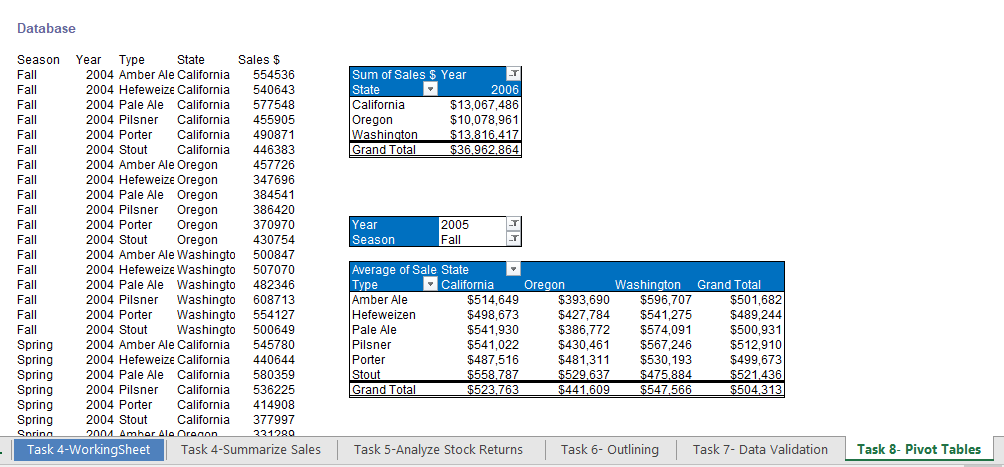 Database
Season Year Type State Sales $
Fall 2004 Amber Ale California 554536
Fall 2004 Hefeweize California 540643
Fall 2004 Pale Ale California 577548
Fall 2004 Pilsner California 455905
Fall 2004 Porter California 490871
Fall 2004 Stout California 446383
Fall 2004 Amber Ale Oregon 457726
Fall 2004 Hefeweize Oregon 347696
Fall 2004 Pale Ale Oregon 384541
Fall 2004 Pilsner Oregon 386420
Fall 2004 Porter Oregon 370970
Fall 2004 Stout Oregon 430754
Fall 2004 Amber Ale Washingto 500847
Fall 2004 Hefeweize Washingto 507070
Fall 2004 Pale Ale Washingto 482346
Fall 2004 Pilsner Washingto 608713
Fall 2004 Porter Washingto 554127
Fall 2004 Stout Washingto 500649
Spring 2004 Amber Ale California 545780
Spring 2004 Hefeweize California 440644
Spring 2004 Pale Ale California 580359
Spring 2004 Pilsner California 536225
Spring 2004 Porter California 414908
Spring 2004 Stout California 377997
Spring 2004 Amber Ale Oregon 331289
Sum of Sales $ Year
State 2006
California $13,067,486
Oregon $10,078,961
Washington $13,816,417
Grand Total $36,962,864
Year 2005
Season Fall
Average of Sale State
Type California Oregon Washington Grand Total
Amber Ale $514,649 $393,690 $596,707 $501,682
Hefeweizen $498,673 $427,784 $541,275 $489,244
Pale Ale $541,930 $386,772 $574,091 $500,931
Pilsner $541,022 $430,461 $567,246 $512,910
Porter $487,516 $481,311 $530,193 $499,673
Stout $558,787 $529,637 $475,884 $521,436
Grand Total $523,763 $441,609 $547,566 $504,313
Task 4-WorkingSheet Task 4-Summarize Sales Task 5-Analyze Stock Returns Task 6- Outlining Task 7- Data Validation Task 8- Pivot Tables